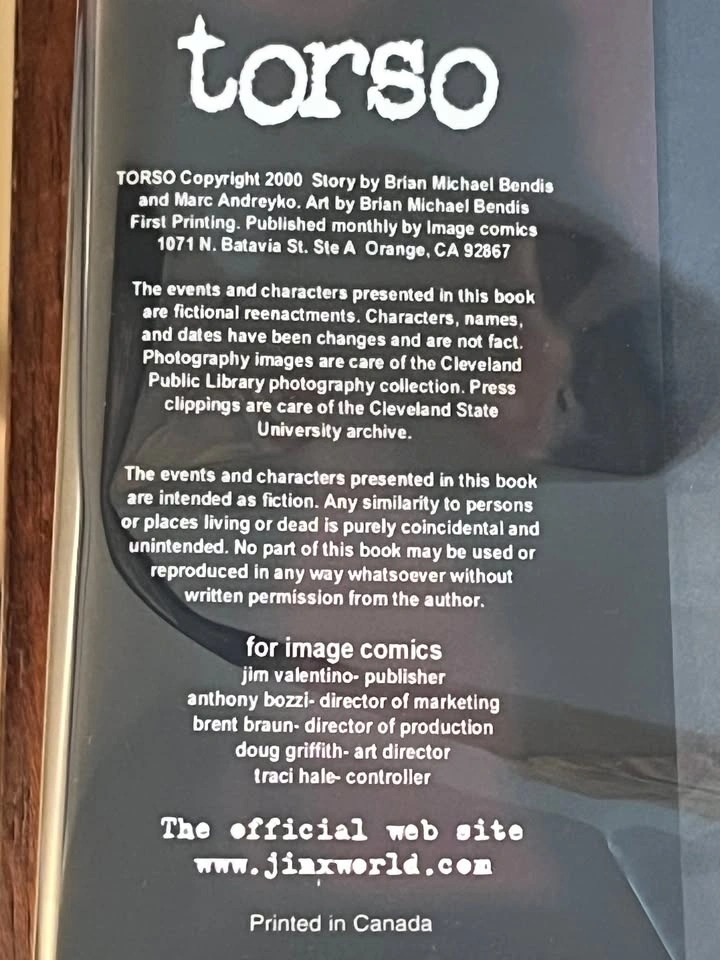 torso
TORSO Copyright 2000 Story by Brian Michael Bendis
and Marc Andreyko. Art by Brian Michael Bendis
First Printing. Published monthly by Image comics
1071 N. Batavia St. Ste A Orange, CA 92867
The events and characters presented in this book
are fictional reenactments. Characters, names,
and dates have been changes and are not fact.
Photography images are care of the Cleveland
Public Library photography collection. Press
clippings are care of the Cleveland State
University archive.
The events and characters presented in this book
are intended as fiction. Any similarity to persons
or places living or dead is purely coincidental and
unintended. No part of this book may be used or
reproduced in any way whatsoever without
written permission from the author.
for image comics
jim valentino- publisher
anthony bozzi- director of marketing
brent braun- director of production
doug griffith- art director
traci hale- controller
The official web site
www.jinxworld.com
Printed in Canada